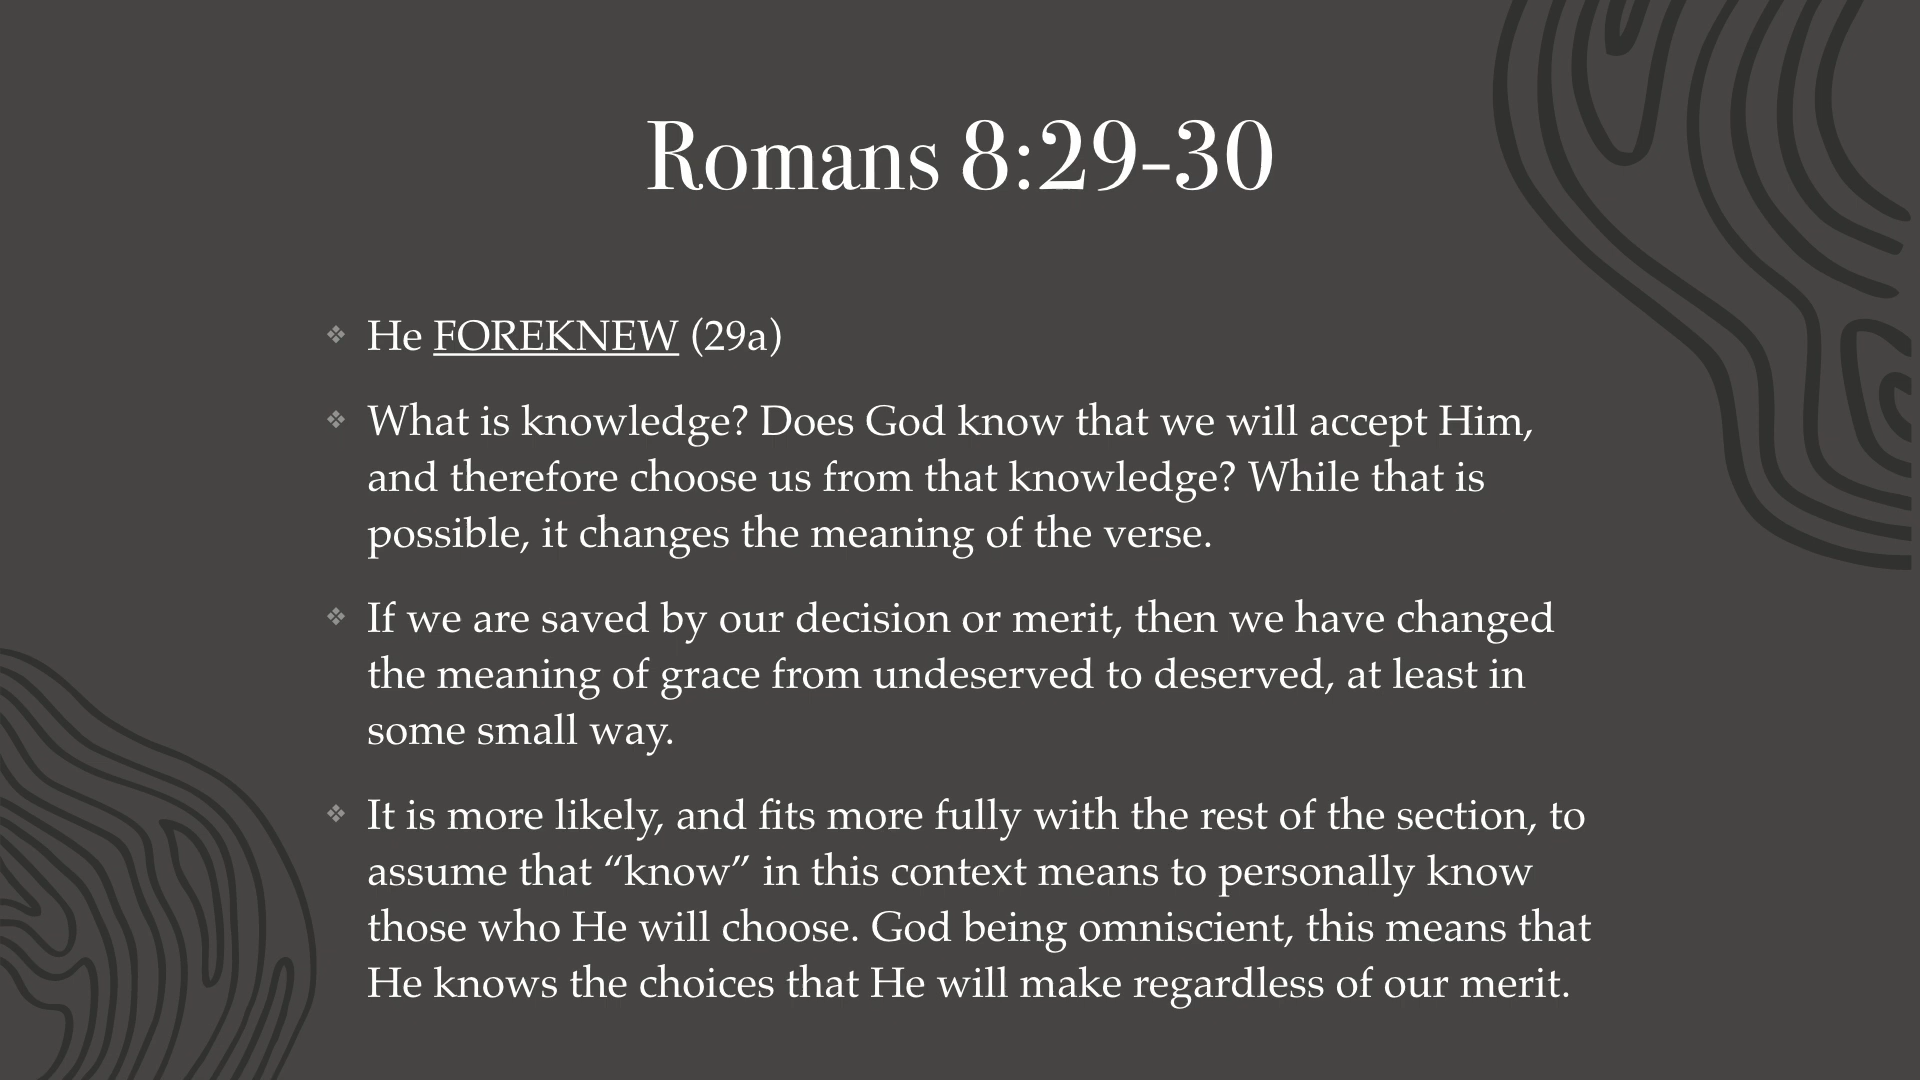 Romans 8:29-30
❖ He FOREKNEW (29a)
❖ What is knowledge? Does God know that we will accept Him,
and therefore choose us from that knowledge? While that is
possible, it changes the meaning of the verse.
❖ If we are saved by our decision or merit, then we have changed
the meaning of grace from undeserved to deserved, at least in
some small way.
❖ It is more likely, and fits more fully with the rest of the section, to
assume that “know” in this context means to personally know
those who He will choose. God being omniscient, this means that
He knows the choices that He will make regardless of our merit.